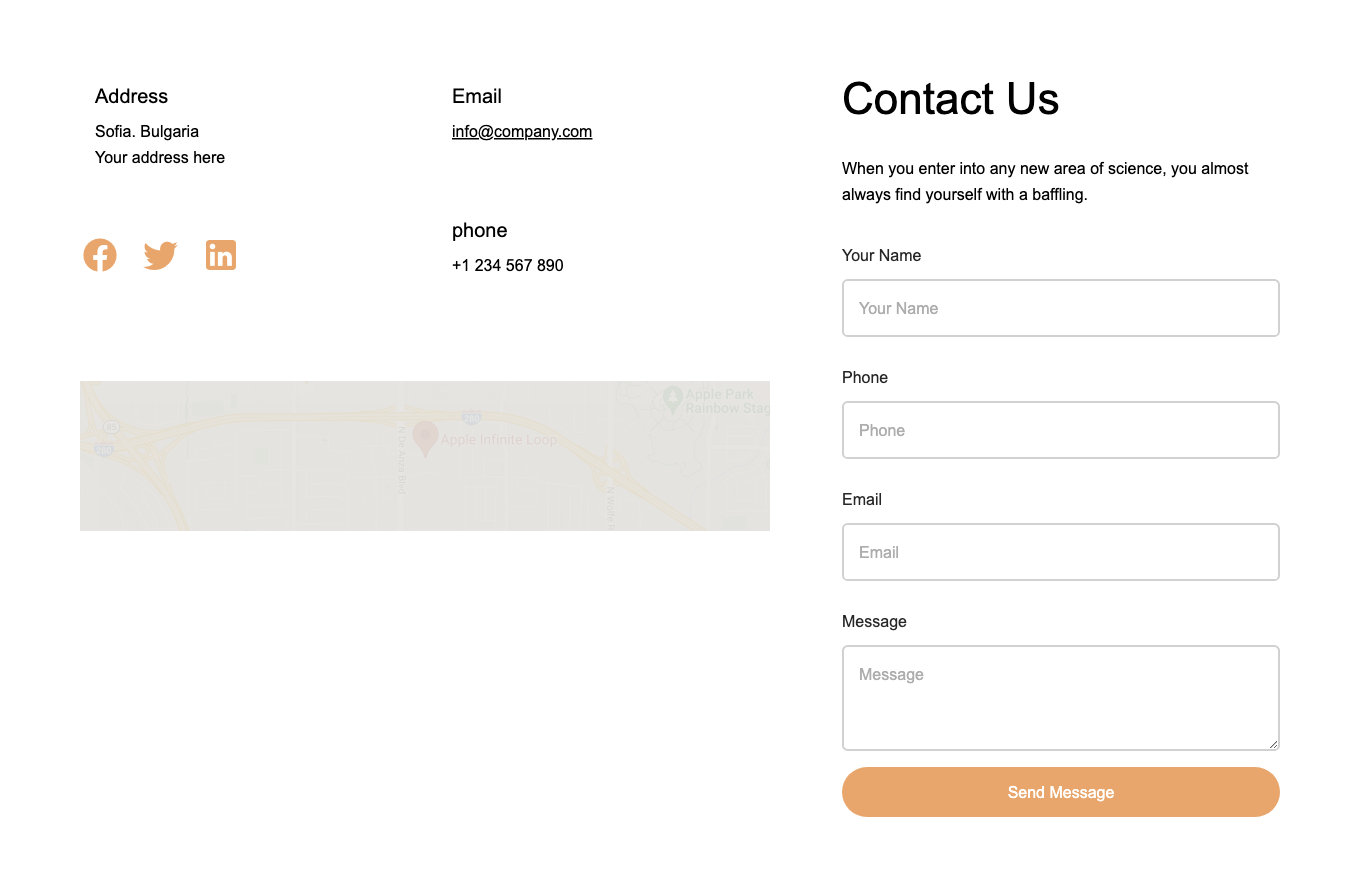 Address
Sofia. Bulgaria
Your address here
Email
info@company.com
phone
+1 234 567 890
Apple Park
Rainbow Stag
Apple Infinite Loop
N De Anza Blvd
Contact Us
When you enter into any new area of science, you almost
always find yourself with a baffling.
Your Name
Your Name
Phone
Phone
Email
Email
Message
Message
Send Message